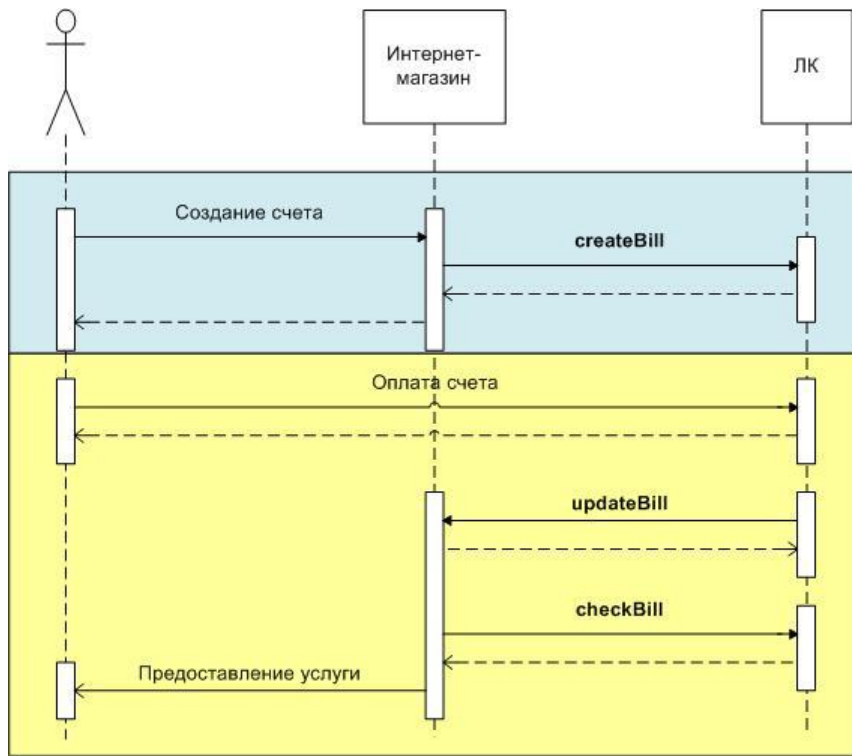 Интернет-
магазин
ЛК
Создание счета
createBill
Оплата счета
updateBill
checkBill
Предоставление услуги